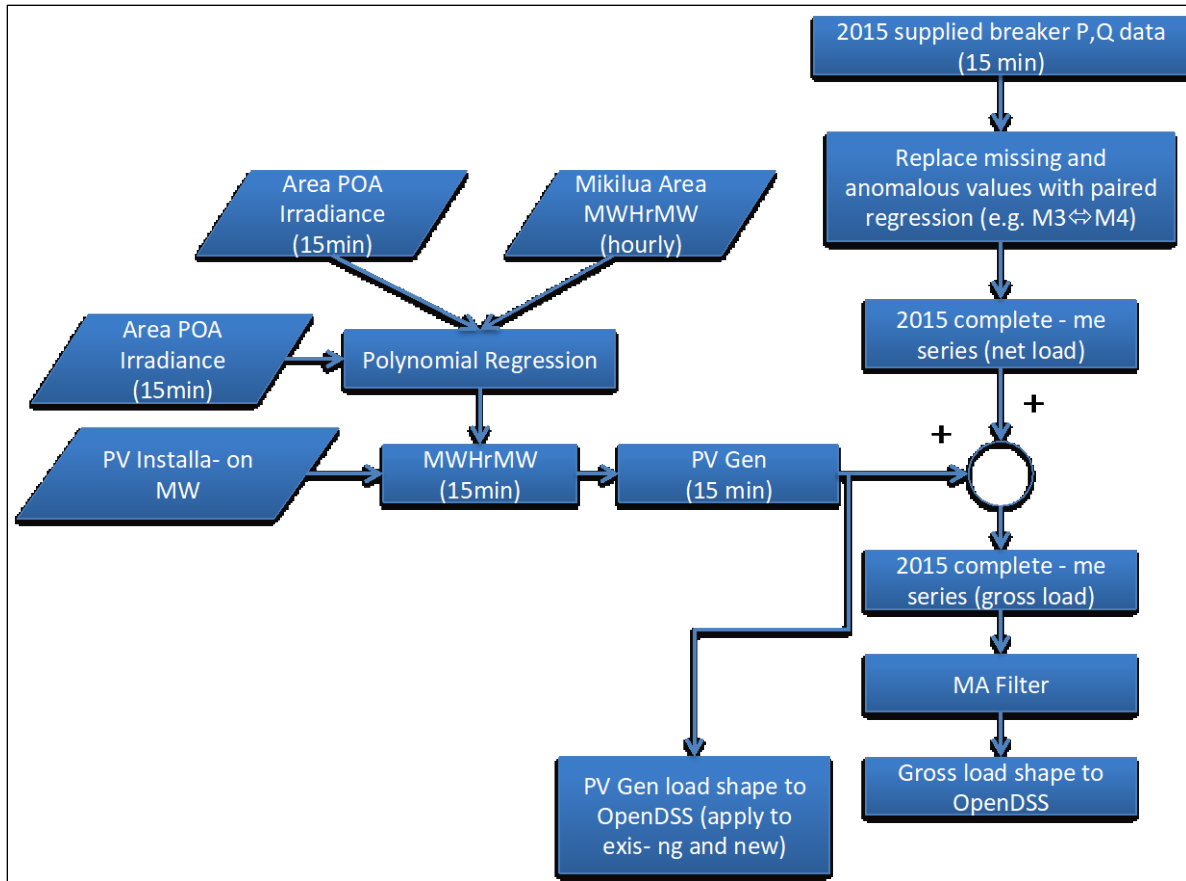 2015 supplied breaker P,Q data
(15 min)
Replace missing and
anomalous values with paired
regression (e.g. M3⇔M4)
Area POA
Irradiance
(15min)
Mikilua Area
MWHrMW
(hourly)
2015 complete - me
series (net load)
Area POA
Irradiance
(15min)
Polynomial Regression
+
+
PV Installa- on
MW
MWHrMW
(15min)
PV Gen
(15 min)
2015 complete - me
series (gross load)
MA Filter
PV Gen load shape to
OpenDSS (apply to
exis- ng and new)
Gross load shape to
OpenDSS